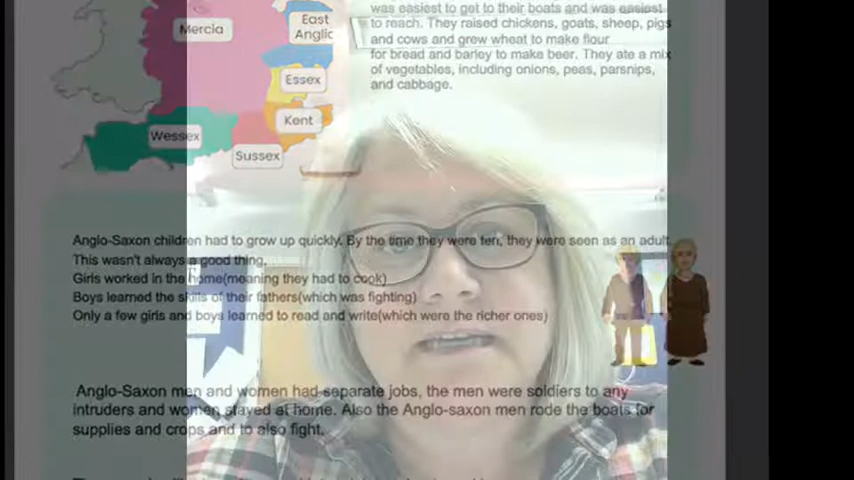 was easiest to get to their boats and was easiest
to reach. They raised chickens, goats, sheep, pigs
and cows and grew wheat to make flour
for bread and barley to make beer. They ate a mixt
of vegetables, including onions, peas, parsnips,
and cabbage.
Mercia
East
Anglia
Essex
Kent
Wessex
Sussex
Anglo-Saxon children had to grow up quickly. By the time they were ten, they were seen as an adult.
This wasn't always a good thing.
Girls worked in the home(meaning they had to cook)
Boys learned the skills of their fathers(which was fighting)
Only a few girls and boys learned to read and write(which were the richer ones)
Anglo-Saxon men and women had separate jobs, the men were soldiers to any
intruders and women stayed at home. Also the Anglo-saxon men rode the boats for
supplies and crops and to also fight.